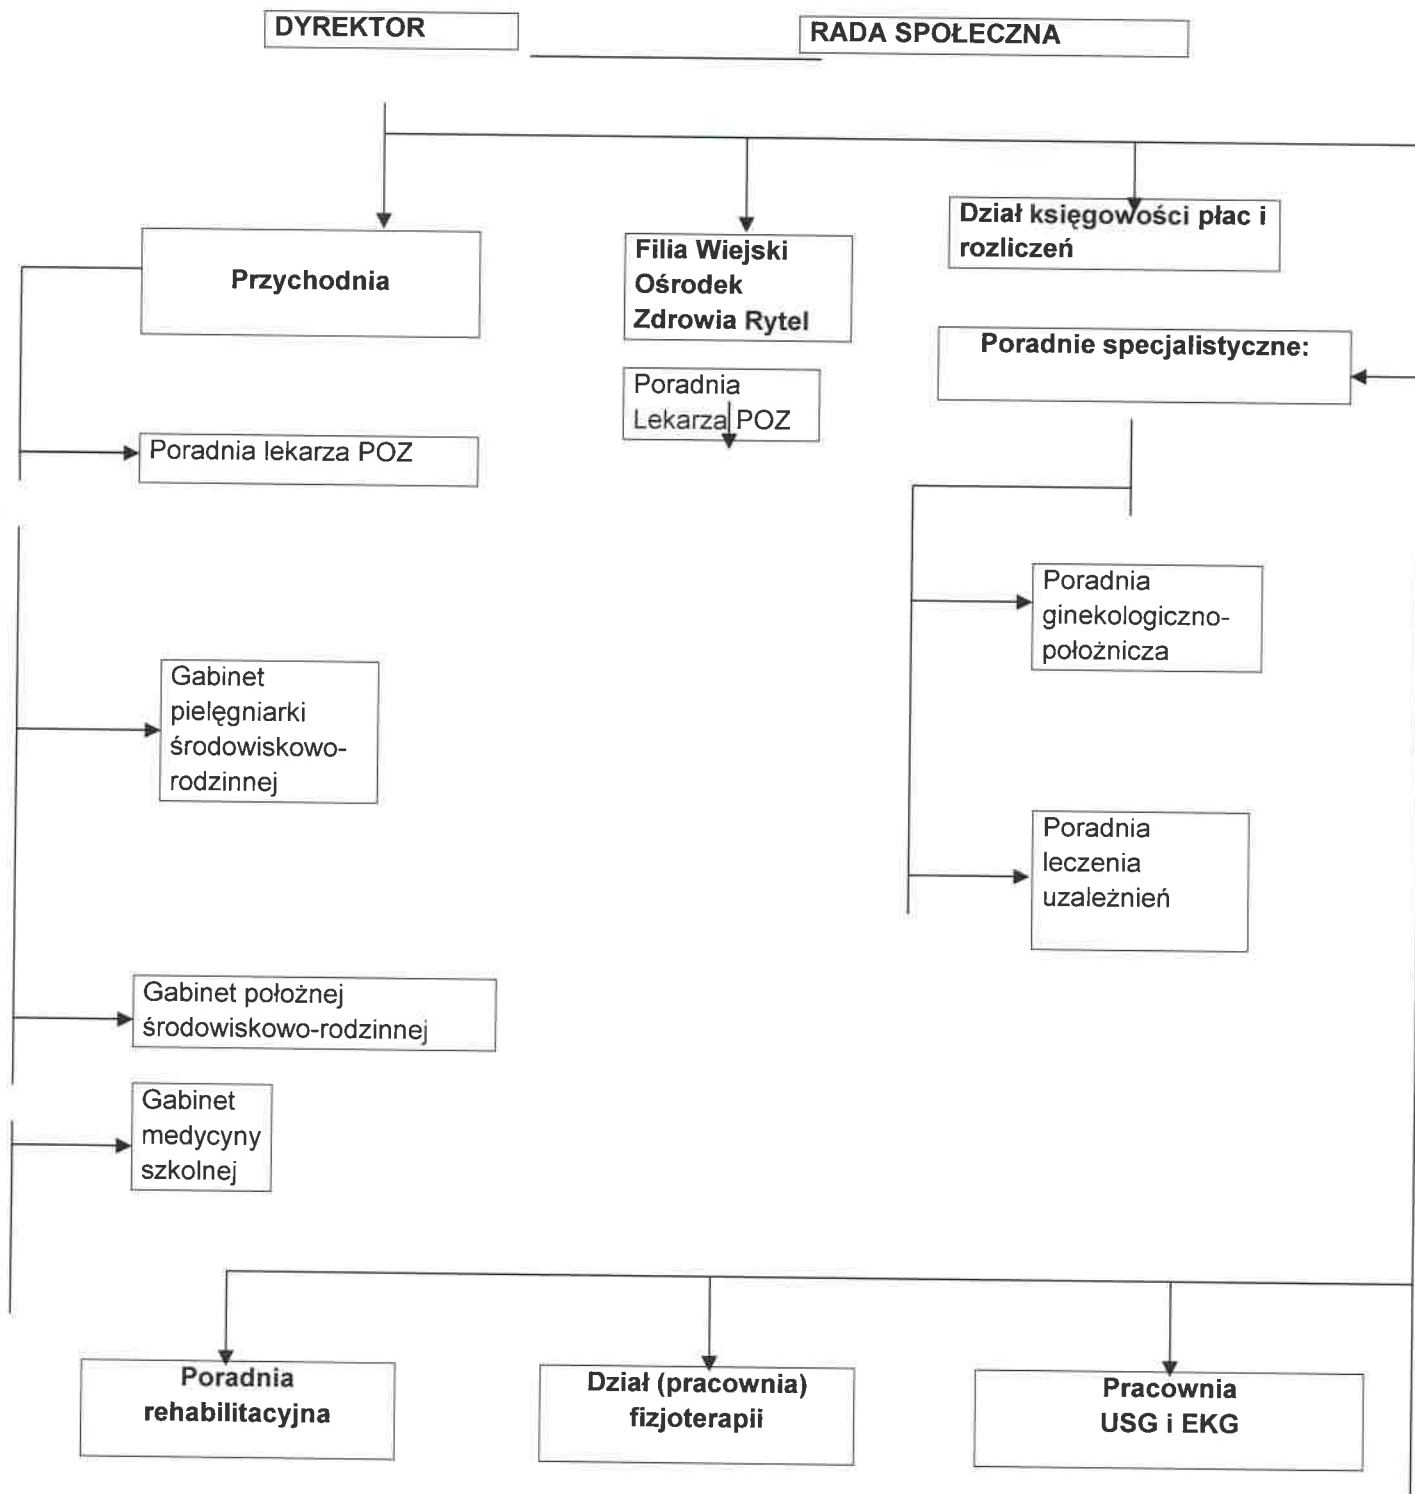 DYREKTOR
RADA SPOŁECZNA
Przychodnia
Filia Wiejski
Ośrodek
Zdrowia Rytel
Dział księgowości płac i
rozliczeń
Poradnie specjalistyczne:
Poradnia
Lekarza POZ
Poradnia lekarza POZ
Poradnia
ginekologiczno-
położnicza
Gabinet
pielęgniarki
środowiskowo-
rodzinnej
Poradnia
leczenia
uzależnień
Gabinet położnej
środowiskowo-rodzinnej
Gabinet
medycyny
szkolnej
Poradnia
rehabilitacyjna
Dział (pracownia)
fizjoterapii
Pracownia
USG i EKG